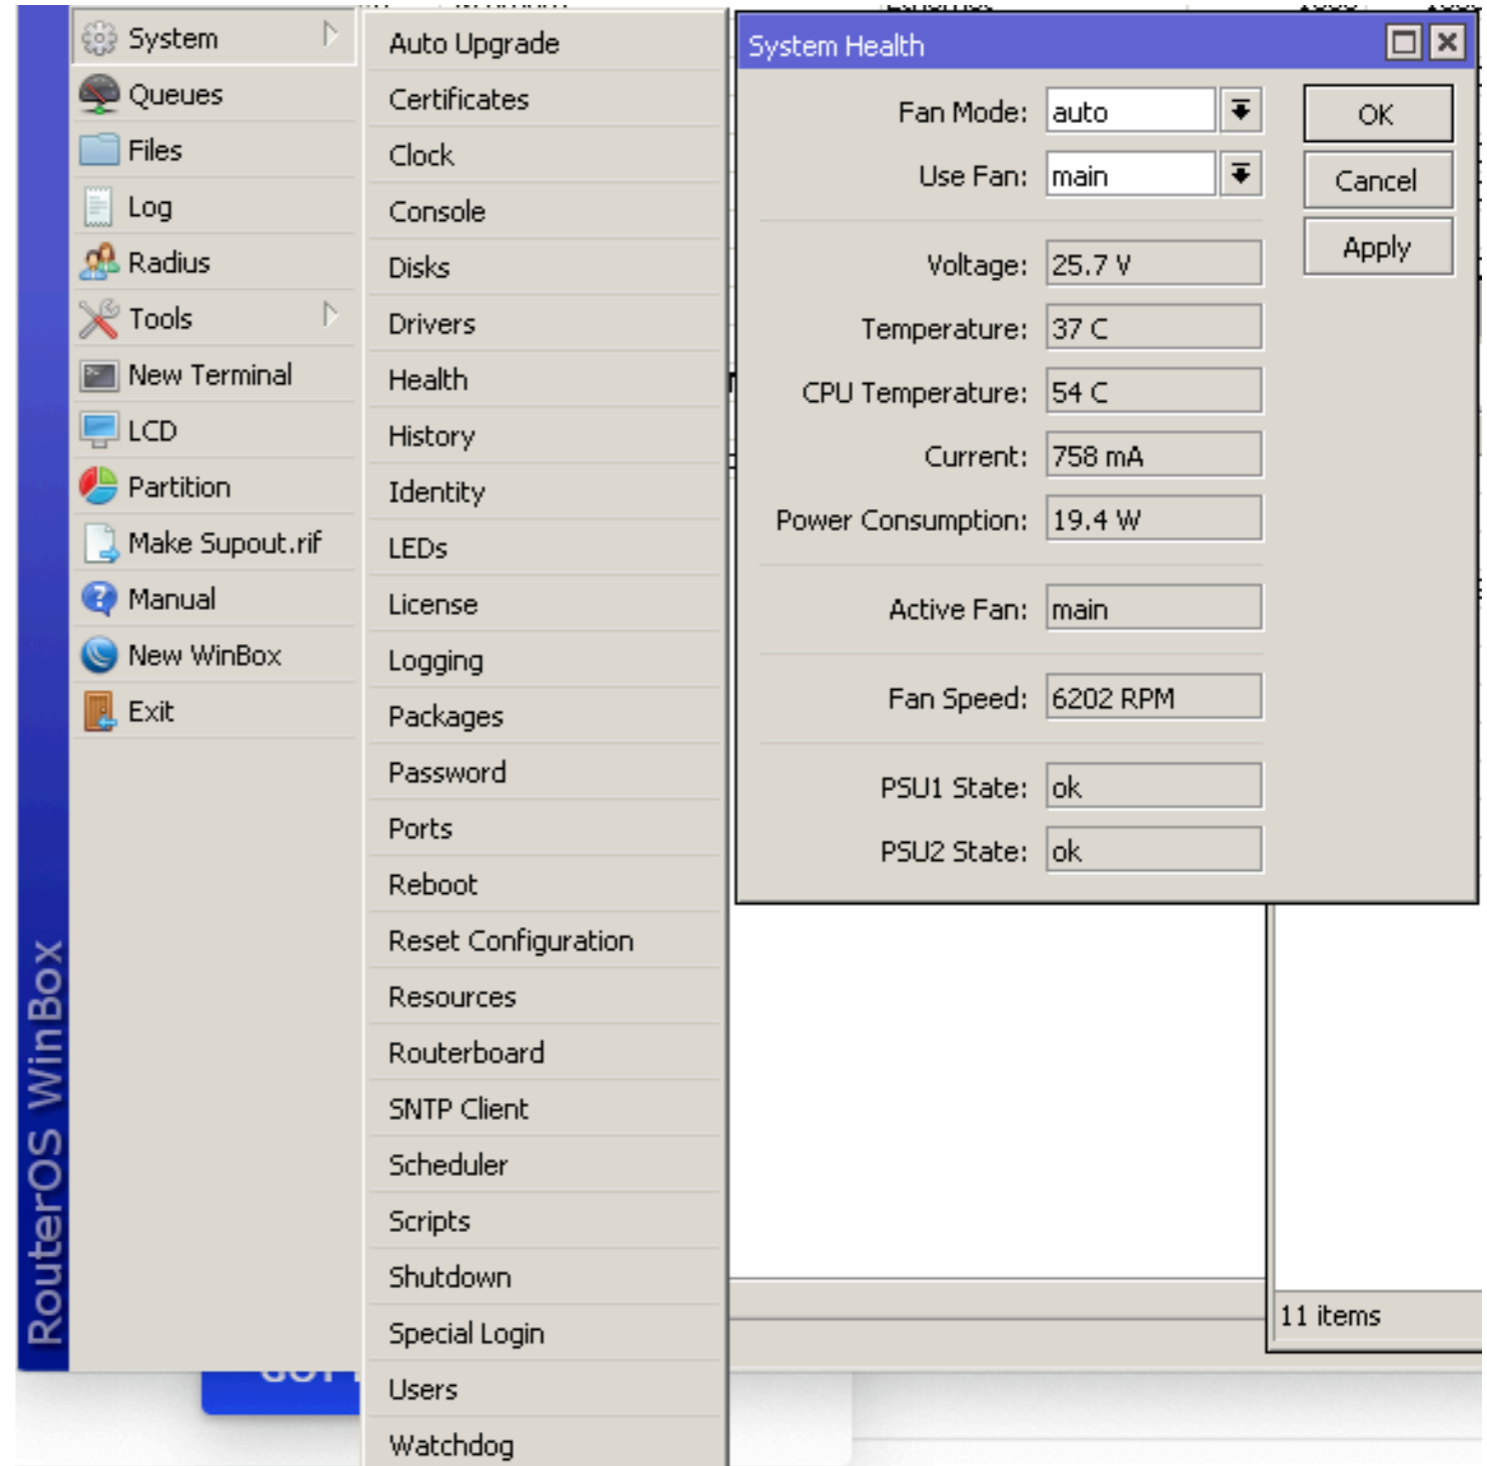 System
Queues
Files
Log
Radius
Tools
New Terminal
LCD
Partition
Make Supout.rif
Manual
New WinBox
Exit
RouterOS WinBox
Auto Upgrade
Certificates
Clock
Console
Disks
Drivers
Health
History
Identity
LEDs
License
Logging
Packages
Password
Ports
Reboot
Reset Configuration
Resources
Routerboard
SNTP Client
Scheduler
Scripts
Shutdown
Special Login
Users
Watchdog
System Health
Fan Mode: auto
Use Fan: main
OK
Cancel
Apply
Voltage: 25.7 V
Temperature: 37 C
CPU Temperature: 54 C
Current: 758 mA
Power Consumption: 19.4 W
Active Fan: main
Fan Speed: 6202 RPM
PSU1 State: ok
PSU2 State: ok
11 items